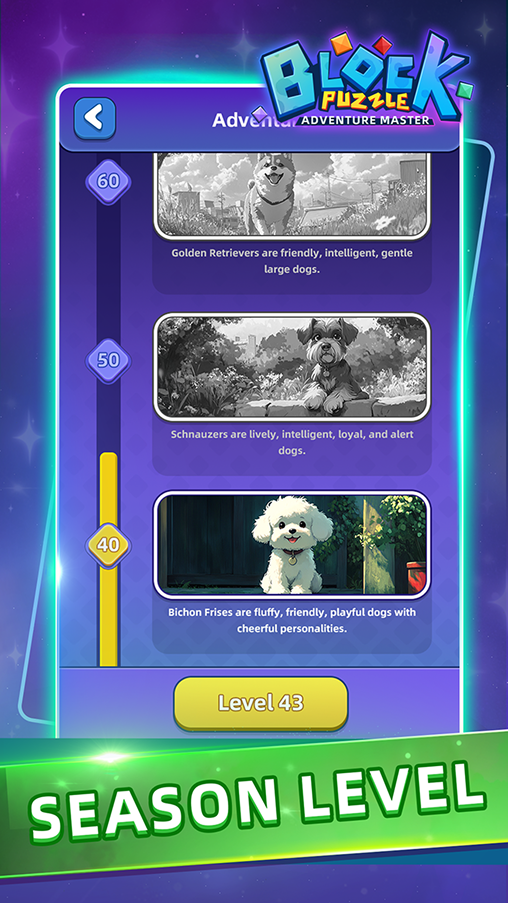 BLOCK
PUZZLE
ADVENTURE MASTER
60
Golden Retrievers are friendly, intelligent, gentle
large dogs.
50
Schnauzers are lively, intelligent, loyal, and alert
dogs.
40
Bichon Frises are fluffy, friendly, playful dogs with
cheerful personalities.
Level 43
SEASON LEVEL